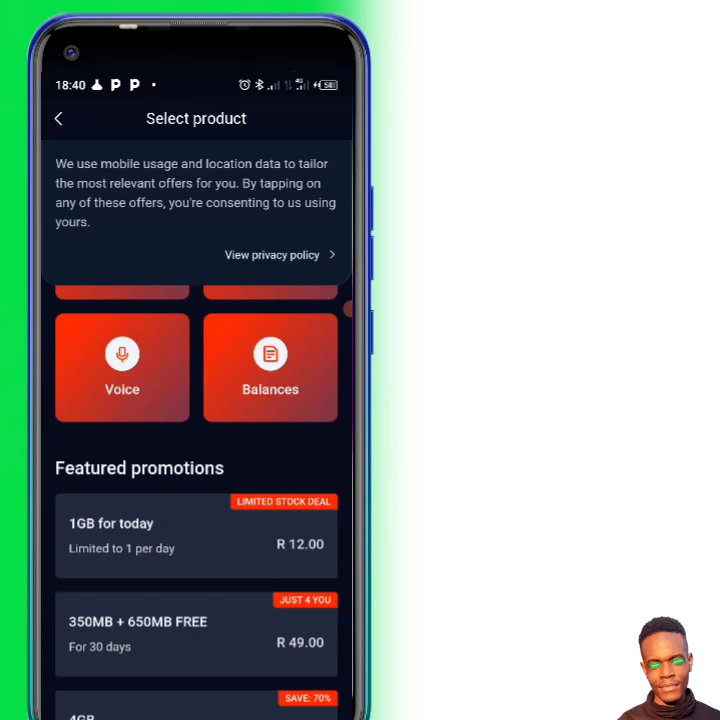 18:40
4G
58
Select product
We use mobile usage and location data to tailor
the most relevant offers for you. By tapping on
any of these offers, you're consenting to us using
yours.
View privacy policy
Voice
Balances
Featured promotions
LIMITED STOCK DEAL
1GB for today
R 12.00
Limited to 1 per day
JUST 4 YOU
350MB + 650MB FREE
R 49.00
For 30 days
SAVE: 70%
4GB